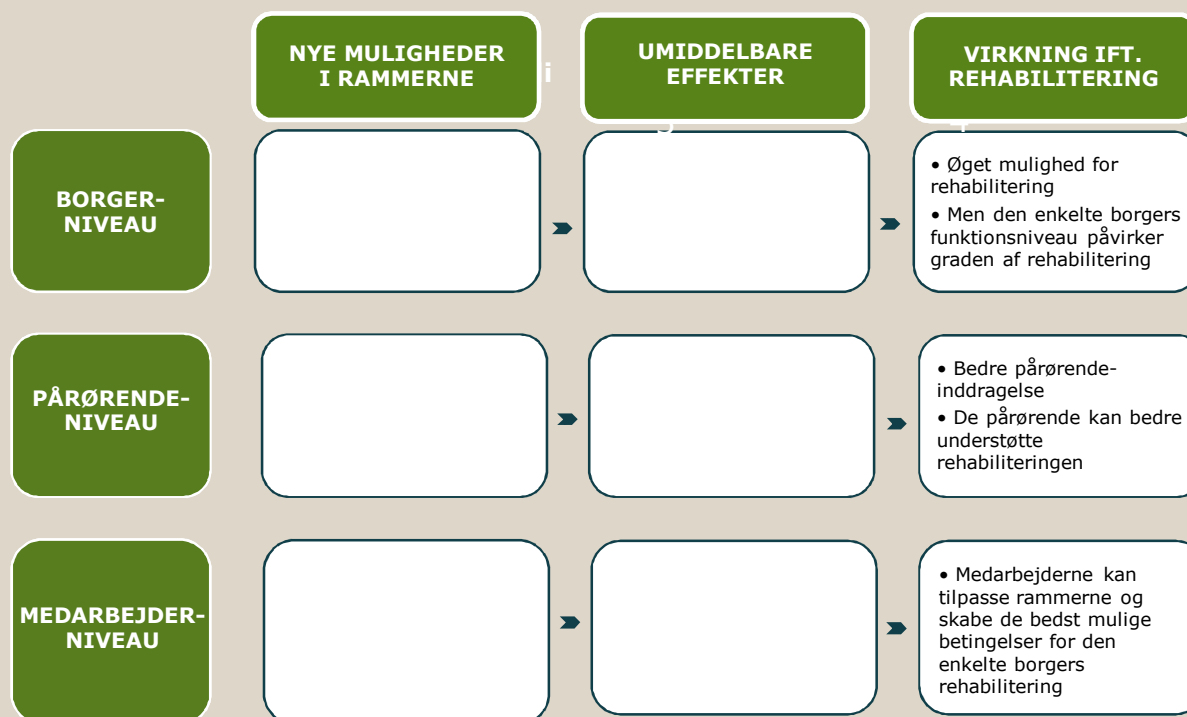 NYE MULIGHEDER
I RAMMERNE
i
UMIDDELBARE
EFFEKTER
VIRKNING IFT.
REHABILITERING
BORGER-
NIVEAU
• Øget mulighed for
rehabilitering
• Men den enkelte borgers
funktionsniveau påvirker
graden af rehabilitering
PÅRØRENDE-
NIVEAU
• Bedre pårørende-
inddragelse
• De pårørende kan bedre
understøtte
rehabiliteringen
MEDARBEJDER-
NIVEAU
• Medarbejderne kan
tilpasse rammerne og
skabe de bedst mulige
betingelser for den
enkelte borgers
rehabilitering